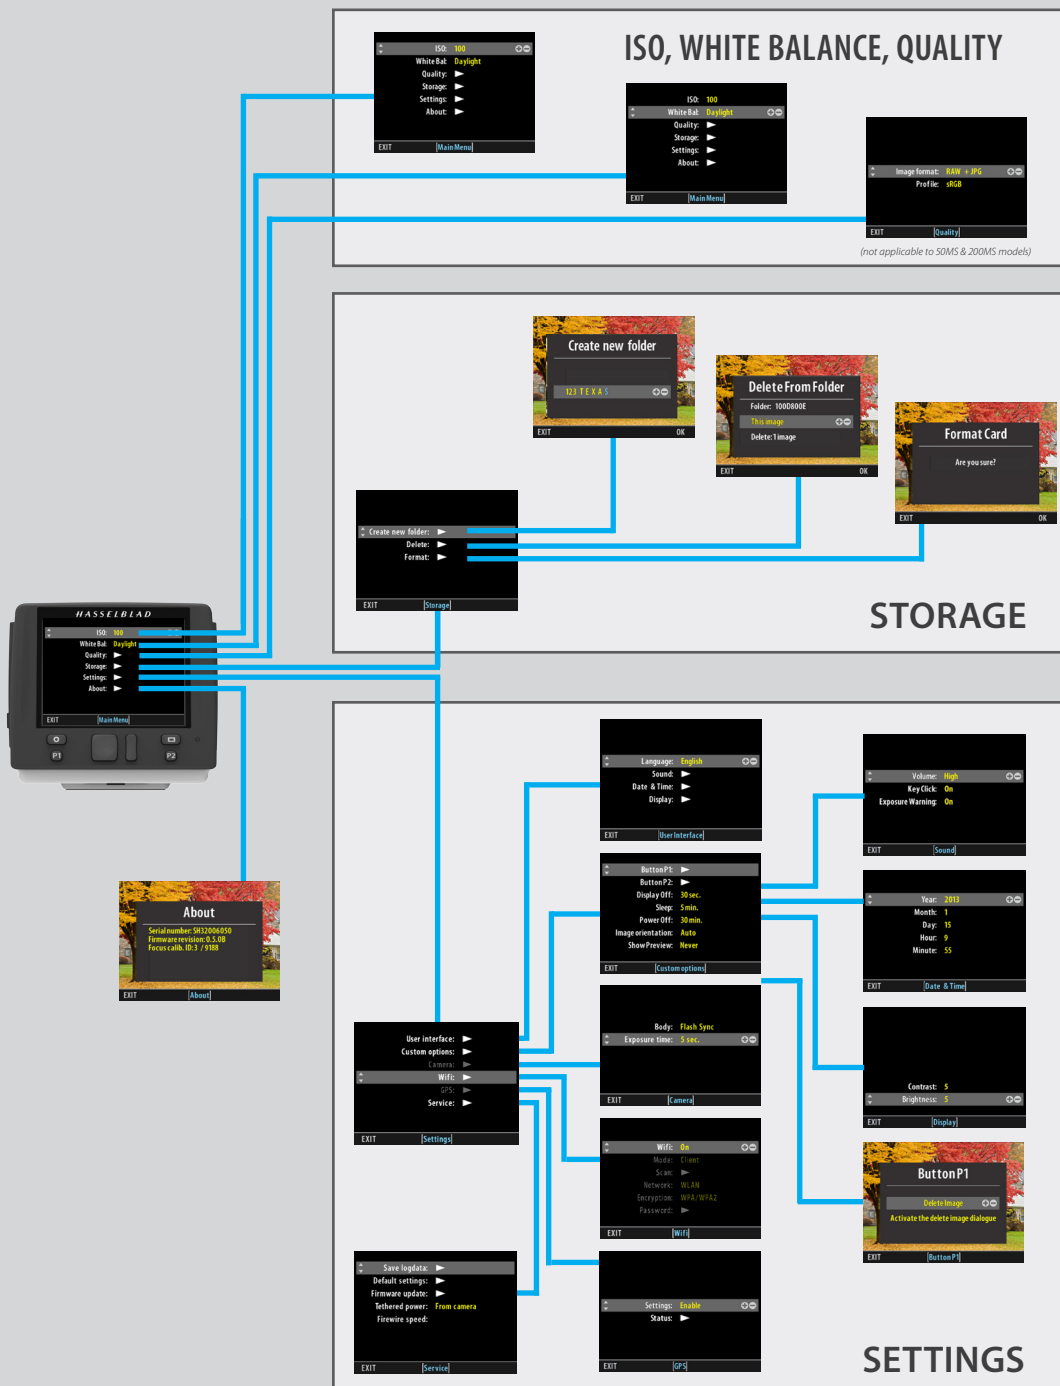 ISO, WHITE BALANCE, QUALITY
ISO: 100
White Bal: Daylight
Quality:
Storage:
Settings:
About:
EXIT Main Menu
ISO: 100
White Bal: Daylight
Quality:
Storage:
Settings:
About:
EXIT Main Menu
Image format: RAW + JPG
Profile: sRGB
EXIT Quality
(not applicable to 50MS & 200MS models)
Create new folder
123 TEXAS
EXIT OK
Delete From Folder
Folder: 100D800E
This image
Delete: 1 image
EXIT OK
Format Card
Are you sure?
EXIT OK
Create new folder:
Delete:
Format:
EXIT Storage
STORAGE
HASSELBLAD
ISO: 100
White Bal: Daylight
Quality:
Storage:
Settings:
About:
EXIT Main Menu
P1 P2
About
Serial number: SH32006050
Firmware revision: 0.5.0B
Focus calib. ID: 3 / 918B
EXIT About
User interface:
Custom options:
Camera:
Wifi:
GPS:
Service:
EXIT Settings
Save logdata:
Default settings:
Firmware update:
Tethered power: From camera
Firewire speed:
EXIT Service
Language: English
Sound:
Date & Time:
Display:
EXIT User Interface
Button P1:
Button P2:
Display Off: 30 sec.
Sleep: 5 min.
Power Off: 30 min.
Image orientation: Auto
Show Preview: Never
EXIT Custom options
Body: Flash Sync
Exposure time: 5 sec.
EXIT Camera
Wifi: On
Mode: Client
Scan:
Network: WLAN
Encryption: WPA/WPA2
Password:
EXIT Wifi
Settings: Enable
Status:
EXIT GPS
Volume: High
Key Click: On
Exposure Warning: On
EXIT Sound
Year: 2013
Month: 1
Day: 15
Hour: 9
Minute: 55
EXIT Date & Time
Contrast: 5
Brightness: 5
EXIT Display
Button P1
Delete Image
Activate the delete image dialogue
EXIT Button P1
SETTINGS